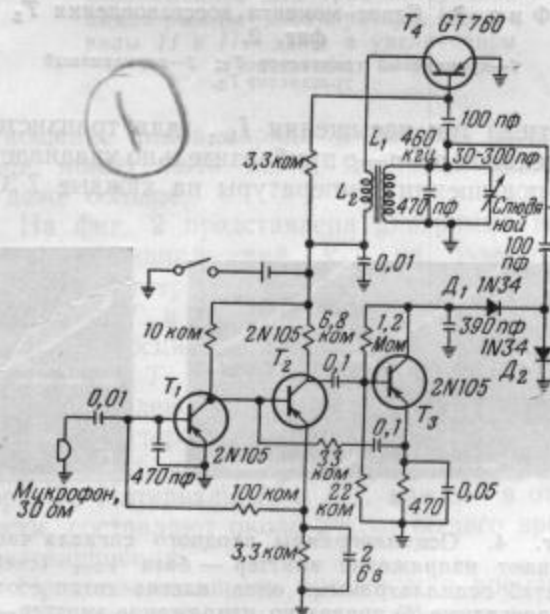 T4 GT760
100 пф
L1 460
кгц
30-300пф
3,3 ком
L2
470 пф
Слюдя
ной
100
пф
0,01
Д1 1N34
10 ком
2N105
6,8
ком
1,2
Мом
390 пф
1N34
Д2
T2
0,1
T1
2N105
T3
0,01
2N105
0,1
33
ком
470 пф
Микрофон,
30 ом
100 ком
22
ком
470
0,05
3,3 ком
2
6 в